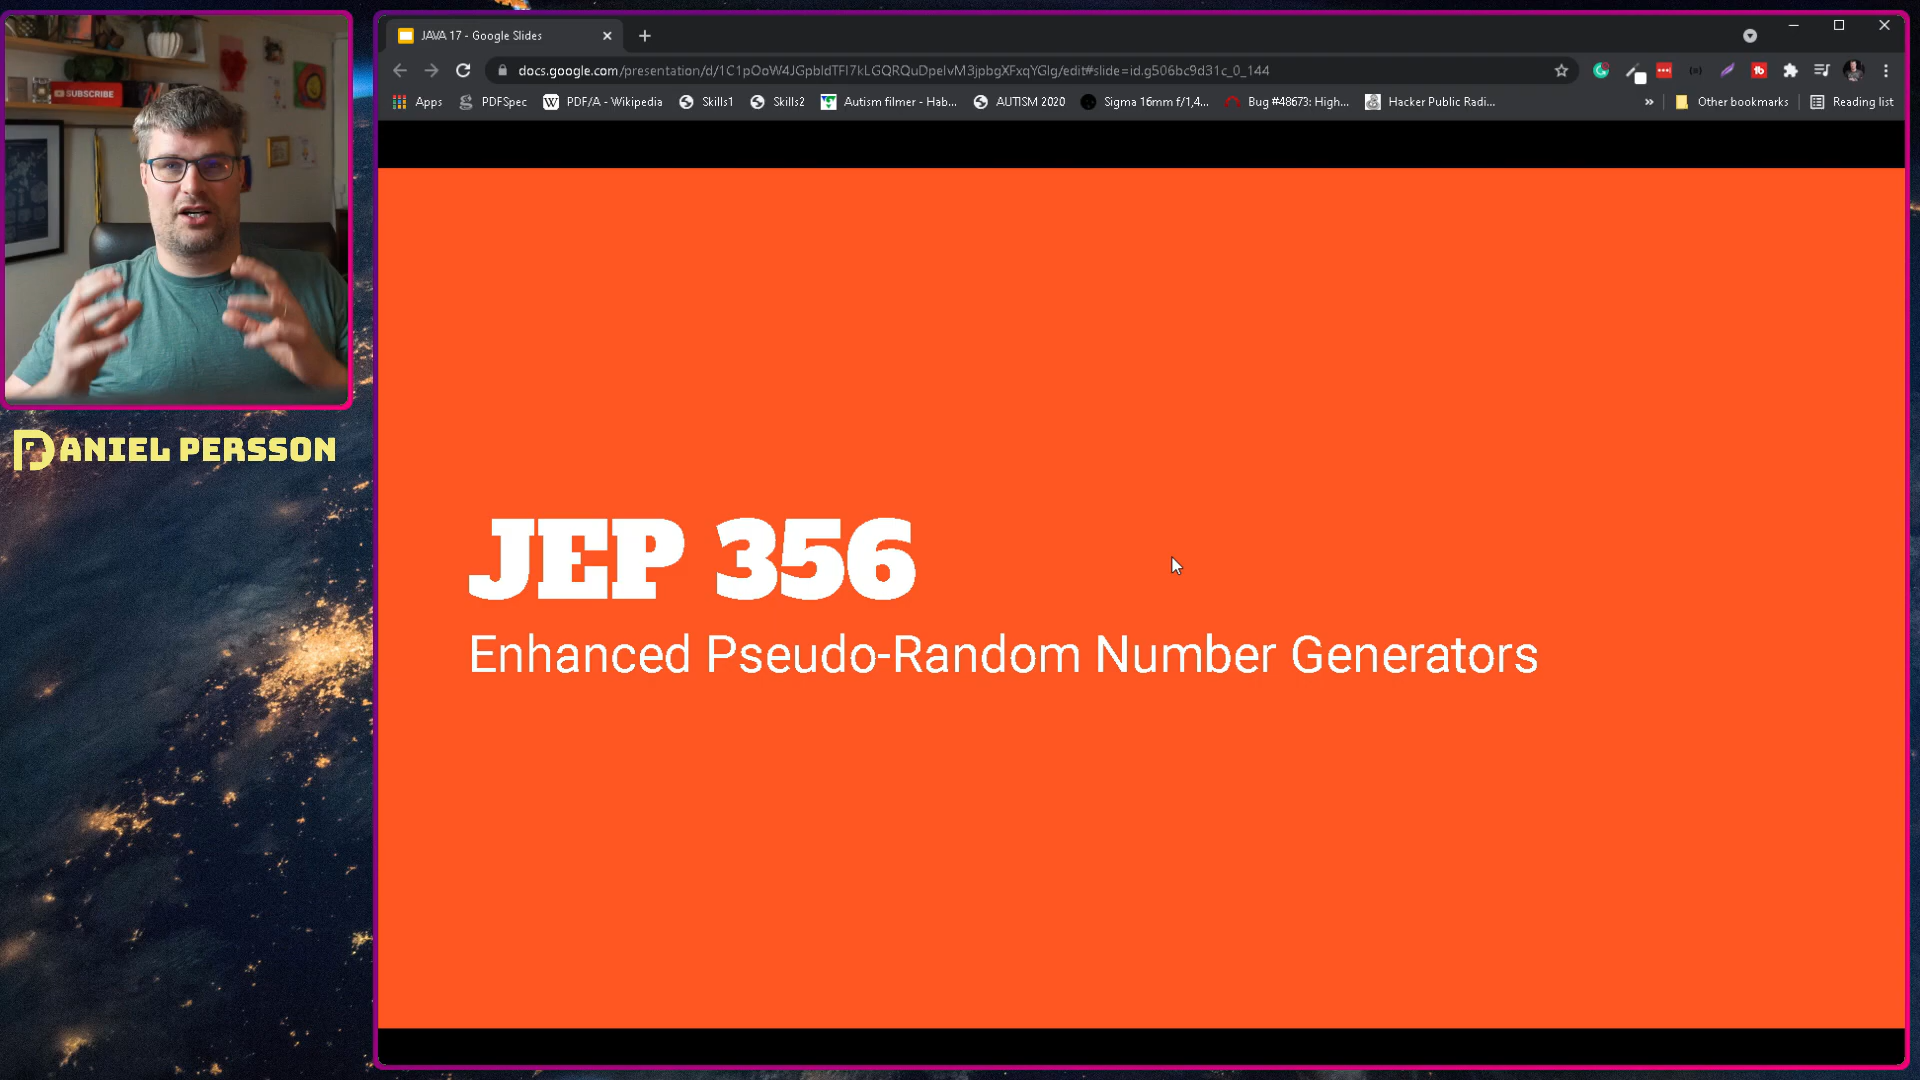 JAVA 17 - Google Slides
docs.google.com/presentation/d/1C1pOoW4JGpbldTFI7kLGQRQuDpelvM3jpbgXFxqYGlg/edit#slide=id.g506bc9d31c_0_144
Apps PDFSpec PDF/A - Wikipedia Skills1 Skills2 Autism filmer - Hab... AUTISM 2020 Sigma 16mm f/1,4... Bug #48673: High... Hacker Public Radi... » Other bookmarks Reading list
SUBSCRIBE
DANIEL PERSSON
JEP 356
Enhanced Pseudo-Random Number Generators